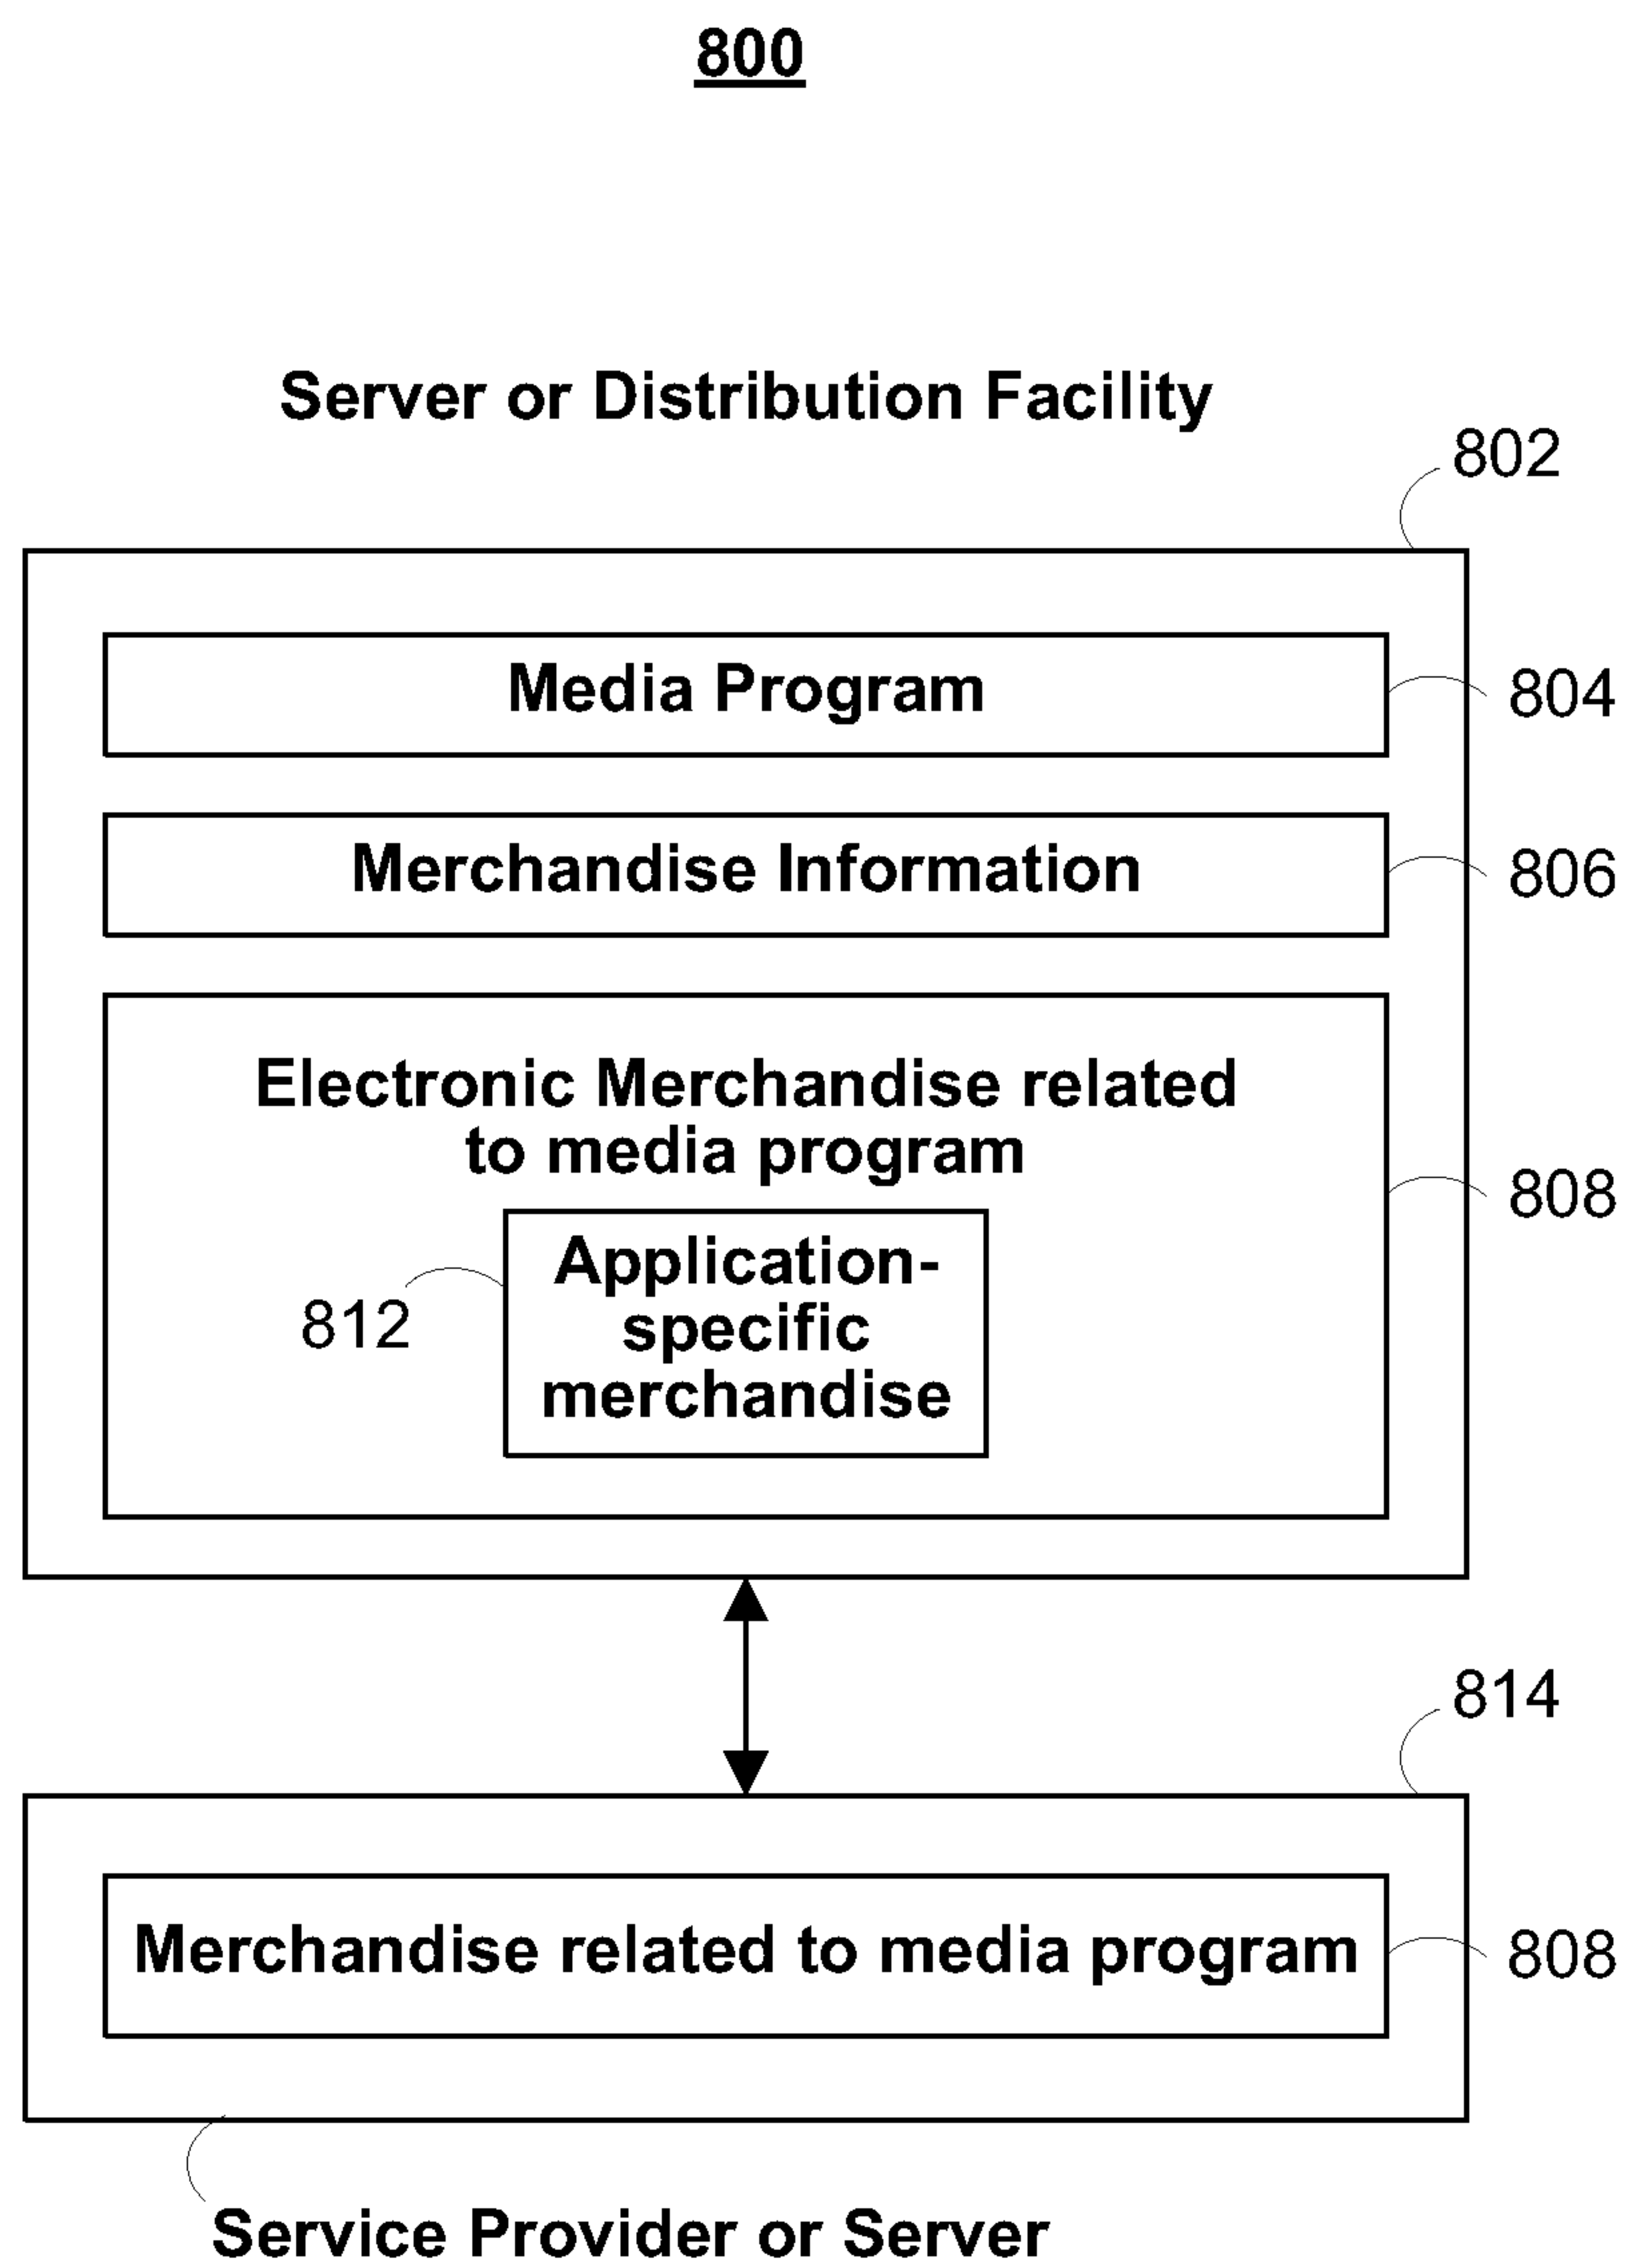 800
Server or Distribution Facility
802
Media Program
804
Merchandise Information
806
Electronic Merchandise related
to media program
808
Application-
specific
merchandise
812
814
Merchandise related to media program
808
Service Provider or Server